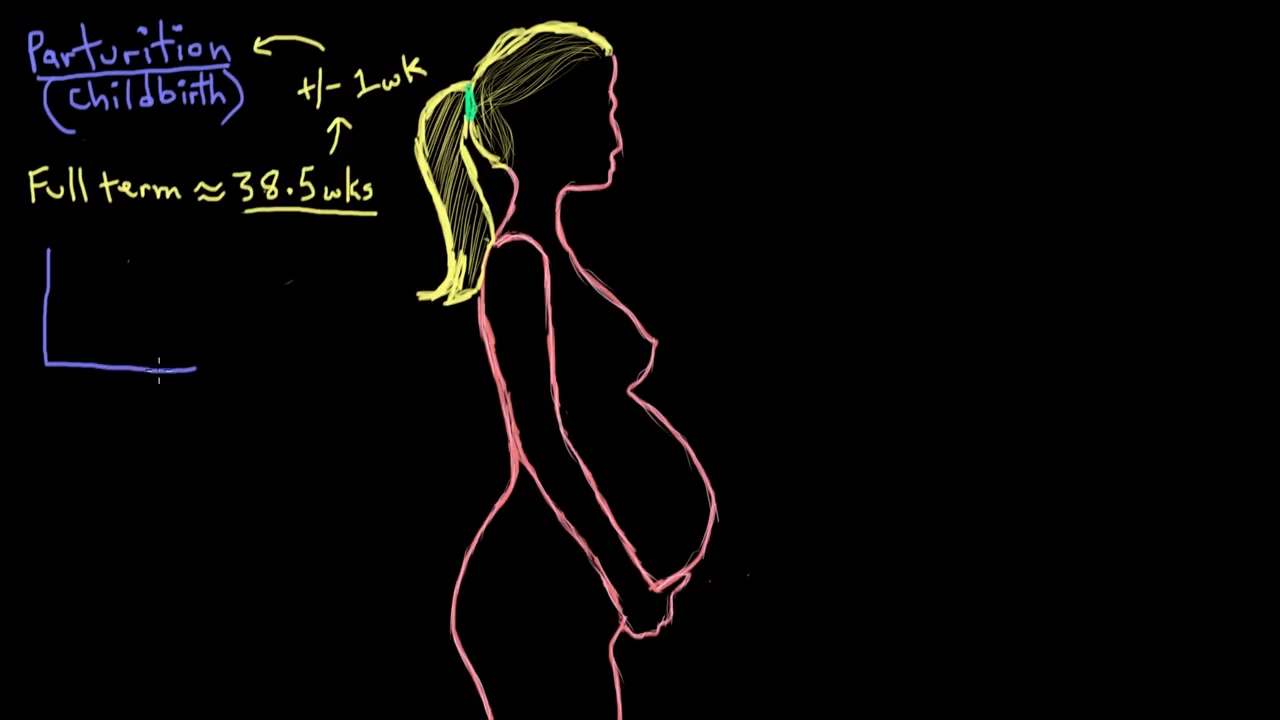 Parturition
(Childbirth)
+/- 1wk
Full term ≈ 38.5wks